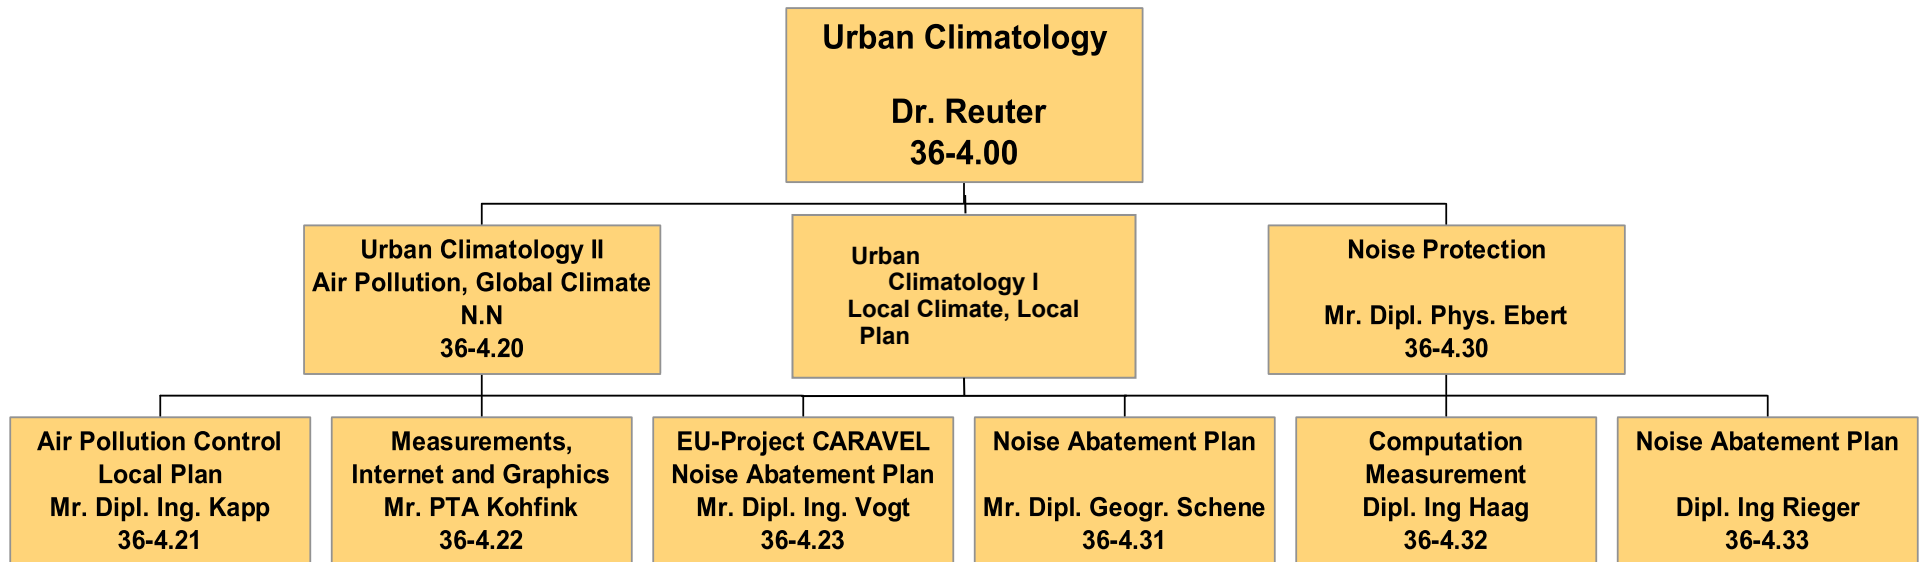 Urban Climatology
Dr. Reuter
36-4.00
Urban Climatology II
Air Pollution, Global Climate
N.N
36-4.20
Urban
Climatology I
Local Climate, Local
Plan
Noise Protection
Mr. Dipl. Phys. Ebert
36-4.30
Air Pollution Control
Local Plan
Mr. Dipl. Ing. Kapp
36-4.21
Measurements,
Internet and Graphics
Mr. PTA Kohfink
36-4.22
EU-Project CARAVEL
Noise Abatement Plan
Mr. Dipl. Ing. Vogt
36-4.23
Noise Abatement Plan
Mr. Dipl. Geogr. Schene
36-4.31
Computation
Measurement
Dipl. Ing Haag
36-4.32
Noise Abatement Plan
Dipl. Ing Rieger
36-4.33